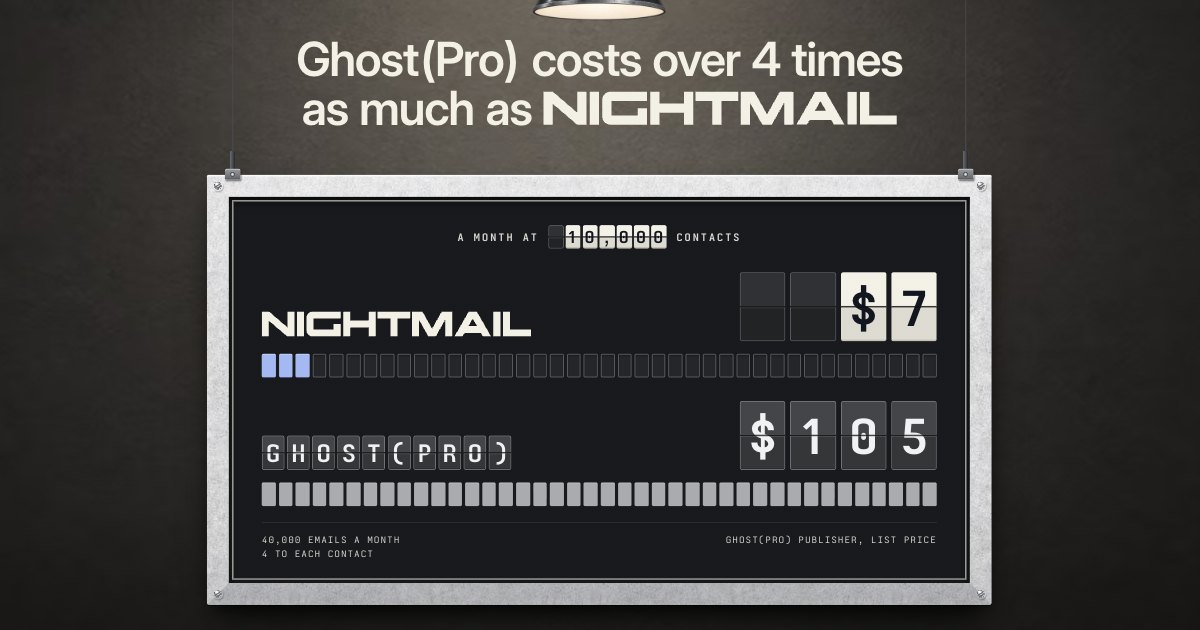 Ghost(Pro) costs over 4 times
as much as NIGHTMAIL
A MONTH AT 10,000 CONTACTS
$7
NIGHTMAIL
$105
GHOST(PRO)
40,000 EMAILS A MONTH
4 TO EACH CONTACT
GHOST(PRO) PUBLISHER, LIST PRICE